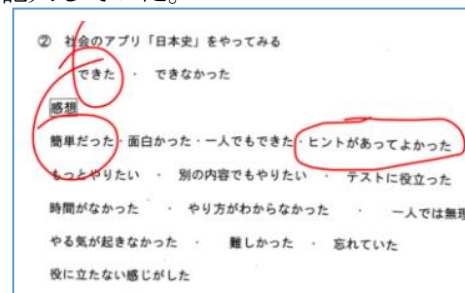 ② 社会のアプリ「日本史」をやってみる
できた ・ できなかった
感想
簡単だった・面白かった・一人でもできた・ヒントがあってよかった
もっとやりたい ・ 別の内容でもやりたい ・ テストに役立った
時間がなかった ・ やり方がわからなかった ・ 一人では無理
やる気が起きなかった ・ 難しかった ・ 忘れていた
役に立たない感じがした